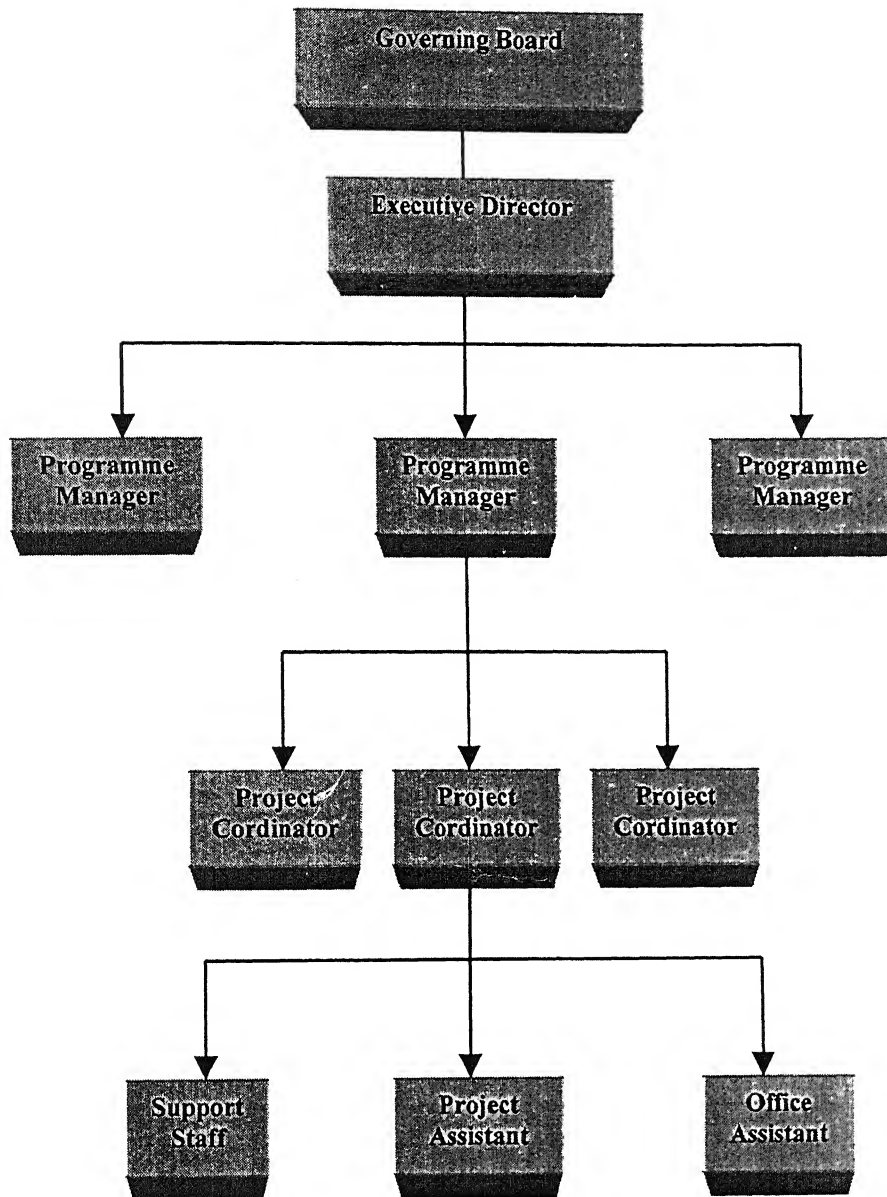 Governing Board
Executive Director
Programme
Manager
Programme
Manager
Programme
Manager
Project
Cordinator
Project
Cordinator
Project
Cordinator
Support
Staff
Project
Assistant
Office
Assistant